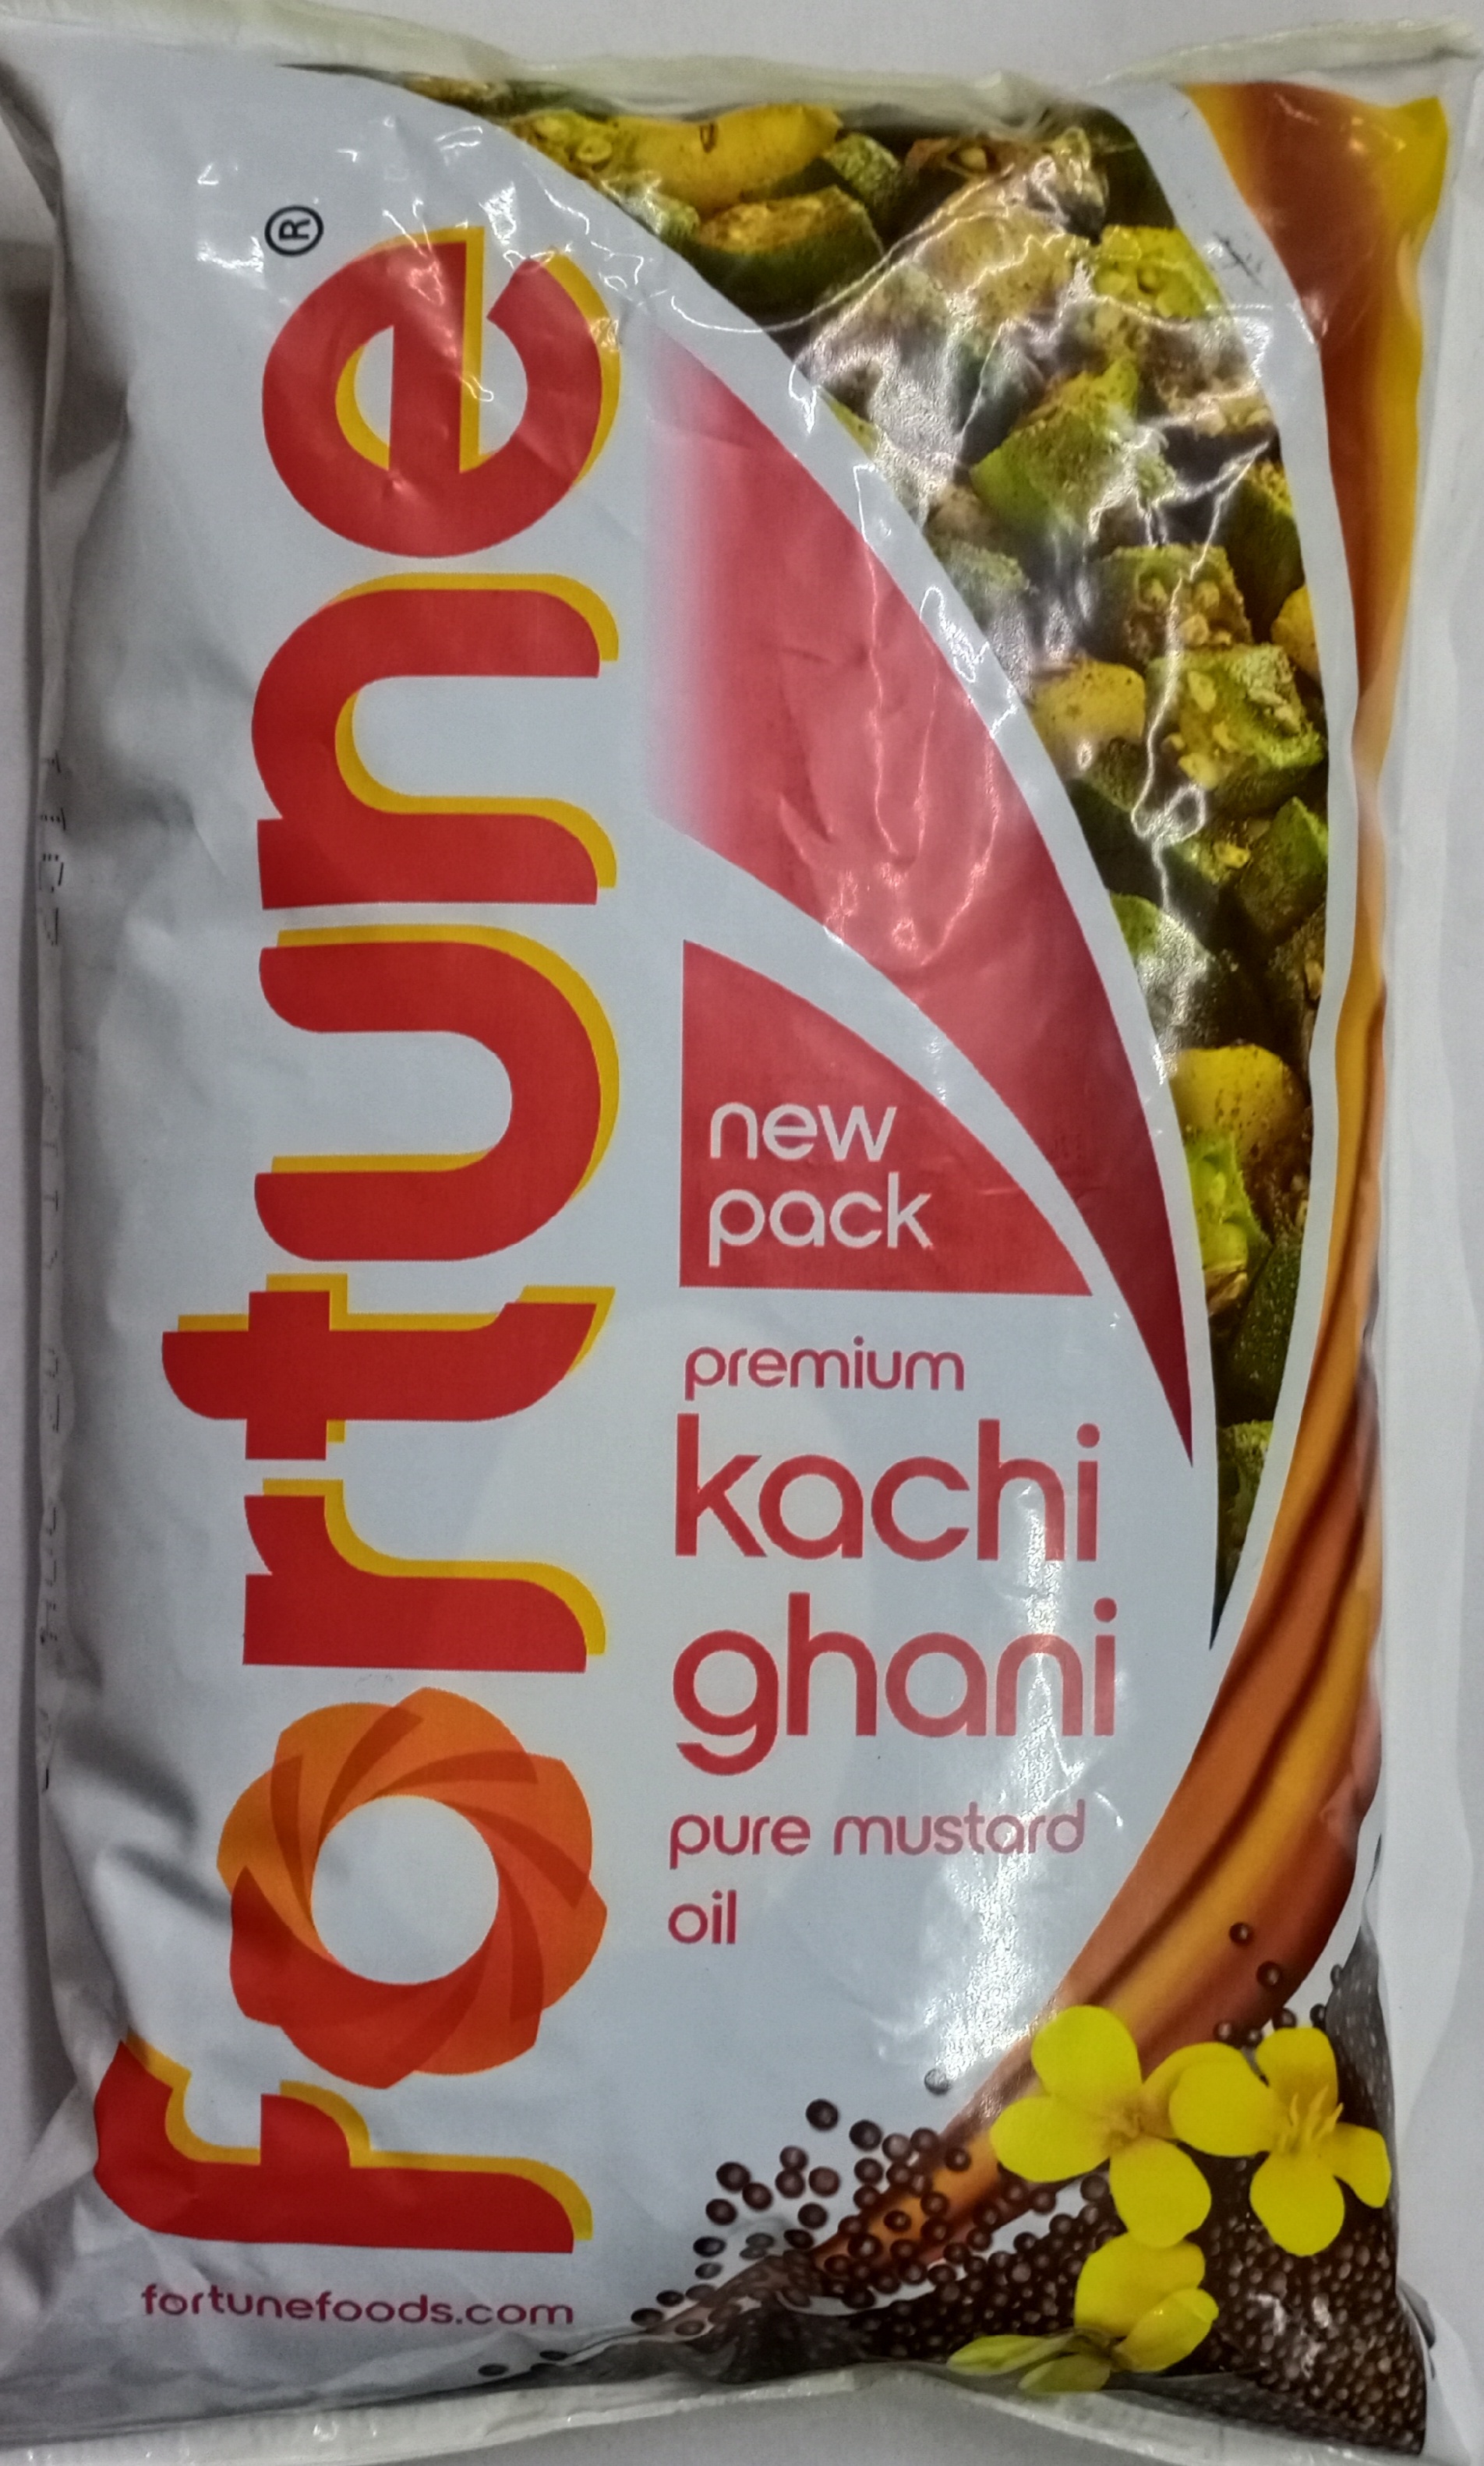 fortune®
new
pack
premium
kachi
ghani
pure mustard
oil
fortunefoods.com